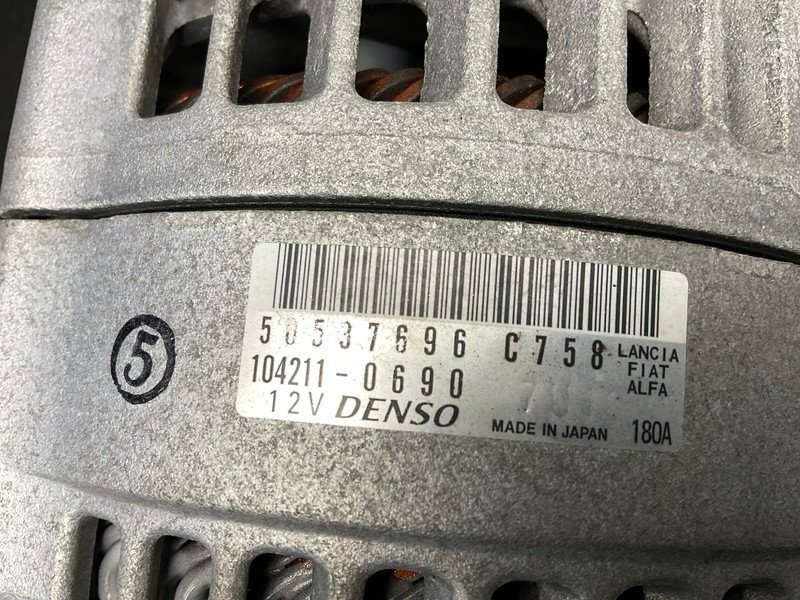 5
50537696 C758
LANCIA
FIAT
ALFA
104211-0690
12V DENSO
MADE IN JAPAN 180A